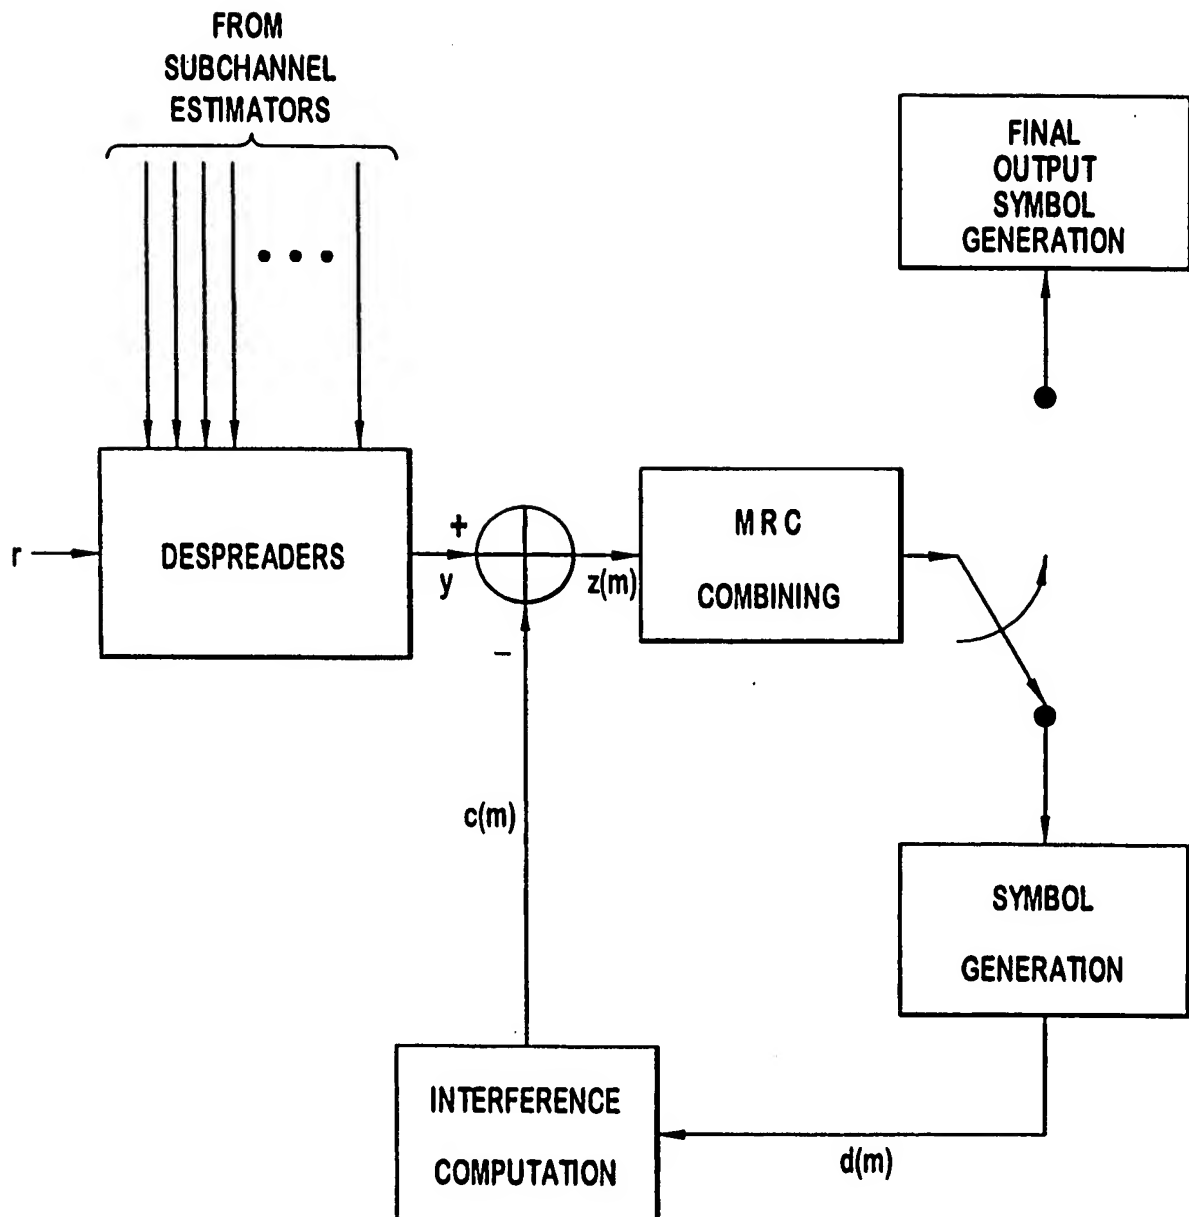 FROM
SUBCHANNEL
ESTIMATORS
FINAL
OUTPUT
SYMBOL
GENERATION
r
DESPREADERS
+
y
−
z(m)
MRC
COMBINING
c(m)
SYMBOL
GENERATION
INTERFERENCE
COMPUTATION
d(m)